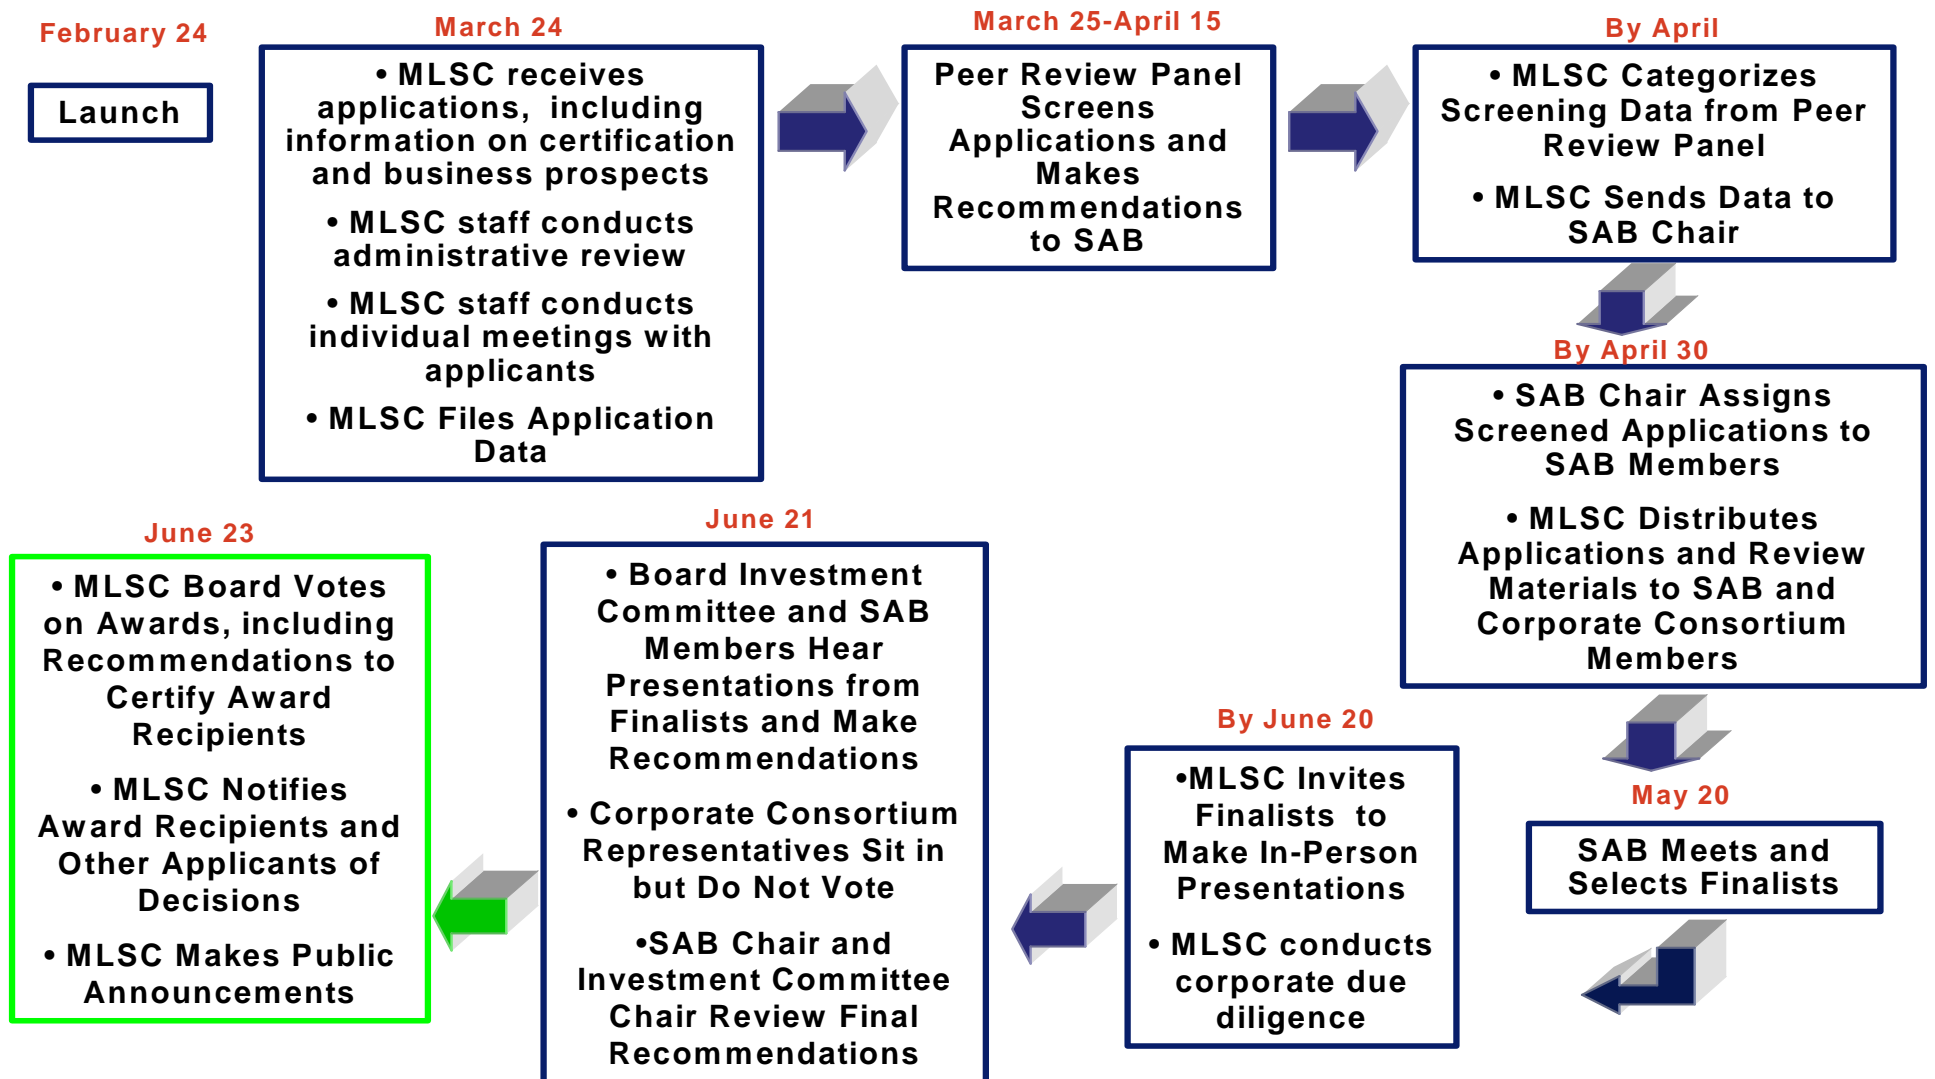 February 24
Launch
March 24
• MLSC receives
applications, including
information on certification
and business prospects
• MLSC staff conducts
administrative review
• MLSC staff conducts
individual meetings with
applicants
• MLSC Files Application
Data
March 25-April 15
Peer Review Panel
Screens
Applications and
Makes
Recommendations
to SAB
By April
• MLSC Categorizes
Screening Data from Peer
Review Panel
• MLSC Sends Data to
SAB Chair
By April 30
• SAB Chair Assigns
Screened Applications to
SAB Members
• MLSC Distributes
Applications and Review
Materials to SAB and
Corporate Consortium
Members
May 20
SAB Meets and
Selects Finalists
By June 20
•MLSC Invites
Finalists to
Make In-Person
Presentations
• MLSC conducts
corporate due
diligence
June 21
• Board Investment
Committee and SAB
Members Hear
Presentations from
Finalists and Make
Recommendations
• Corporate Consortium
Representatives Sit in
but Do Not Vote
•SAB Chair and
Investment Committee
Chair Review Final
Recommendations
June 23
• MLSC Board Votes
on Awards, including
Recommendations to
Certify Award
Recipients
• MLSC Notifies
Award Recipients and
Other Applicants of
Decisions
• MLSC Makes Public
Announcements